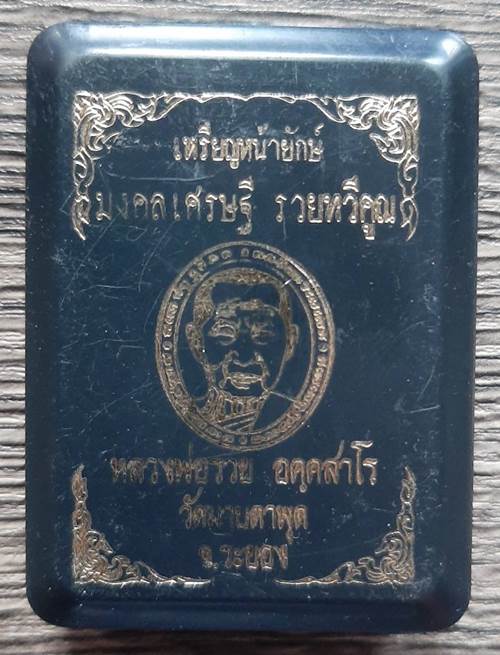 เหรียญหน้ายักษ์
มงคลเศรษฐี รวยทวีคูณ
หลวงพ่อรวย อคฺคสาโร
วัดมาบตาพุด
จ.ระยอง